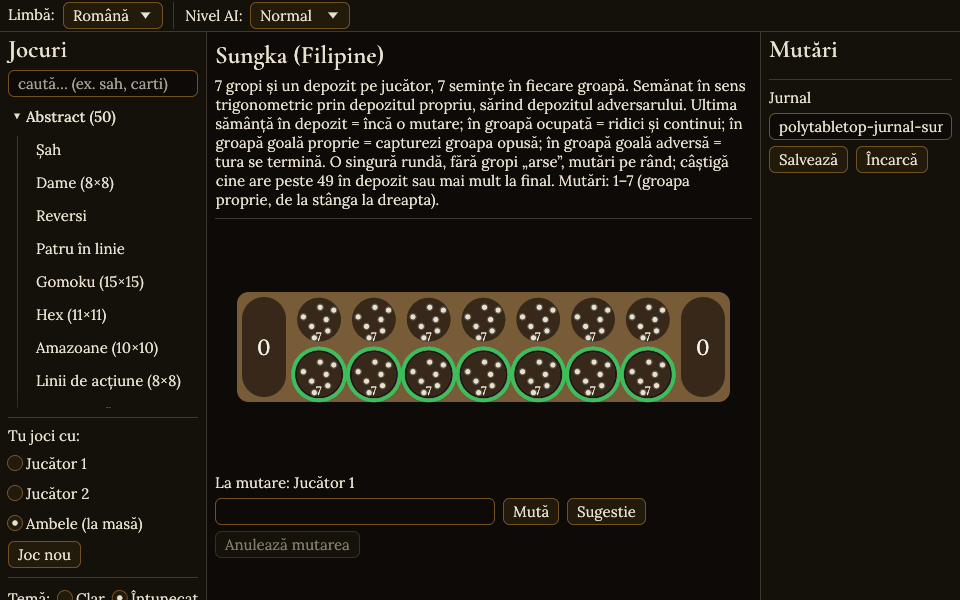 Limbă: Română Nivel AI: Normal
Jocuri
caută... (ex. sah, carti)
Abstract (50)
Șah
Dame (8×8)
Reversi
Patru în linie
Gomoku (15×15)
Hex (11×11)
Amazoane (10×10)
Linii de acțiune (8×8)
Tu joci cu:
Jucător 1
Jucător 2
Ambele (la masă)
Joc nou
Temă: Clar Întunecat
Sungka (Filipine)
7 gropi și un depozit pe jucător, 7 semințe în fiecare groapă. Semănat în sens
trigonometric prin depozitul propriu, sărind depozitul adversarului. Ultima
sămânță în depozit = încă o mutare; în groapă ocupată = ridici și continui; în
groapă goală proprie = capturezi groapa opusă; în groapă goală adversă =
tura se termină. O singură rundă, fără gropi „arse”, mutări pe rând; câștigă
cine are peste 49 în depozit sau mai mult la final. Mutări: 1–7 (groapa
proprie, de la stânga la dreapta).
7 7 7 7 7 7 7
0 0
7 7 7 7 7 7 7
La mutare: Jucător 1
Mută Sugestie
Anulează mutarea
Mutări
Jurnal
polytabletop-jurnal-sur
Salvează Încarcă